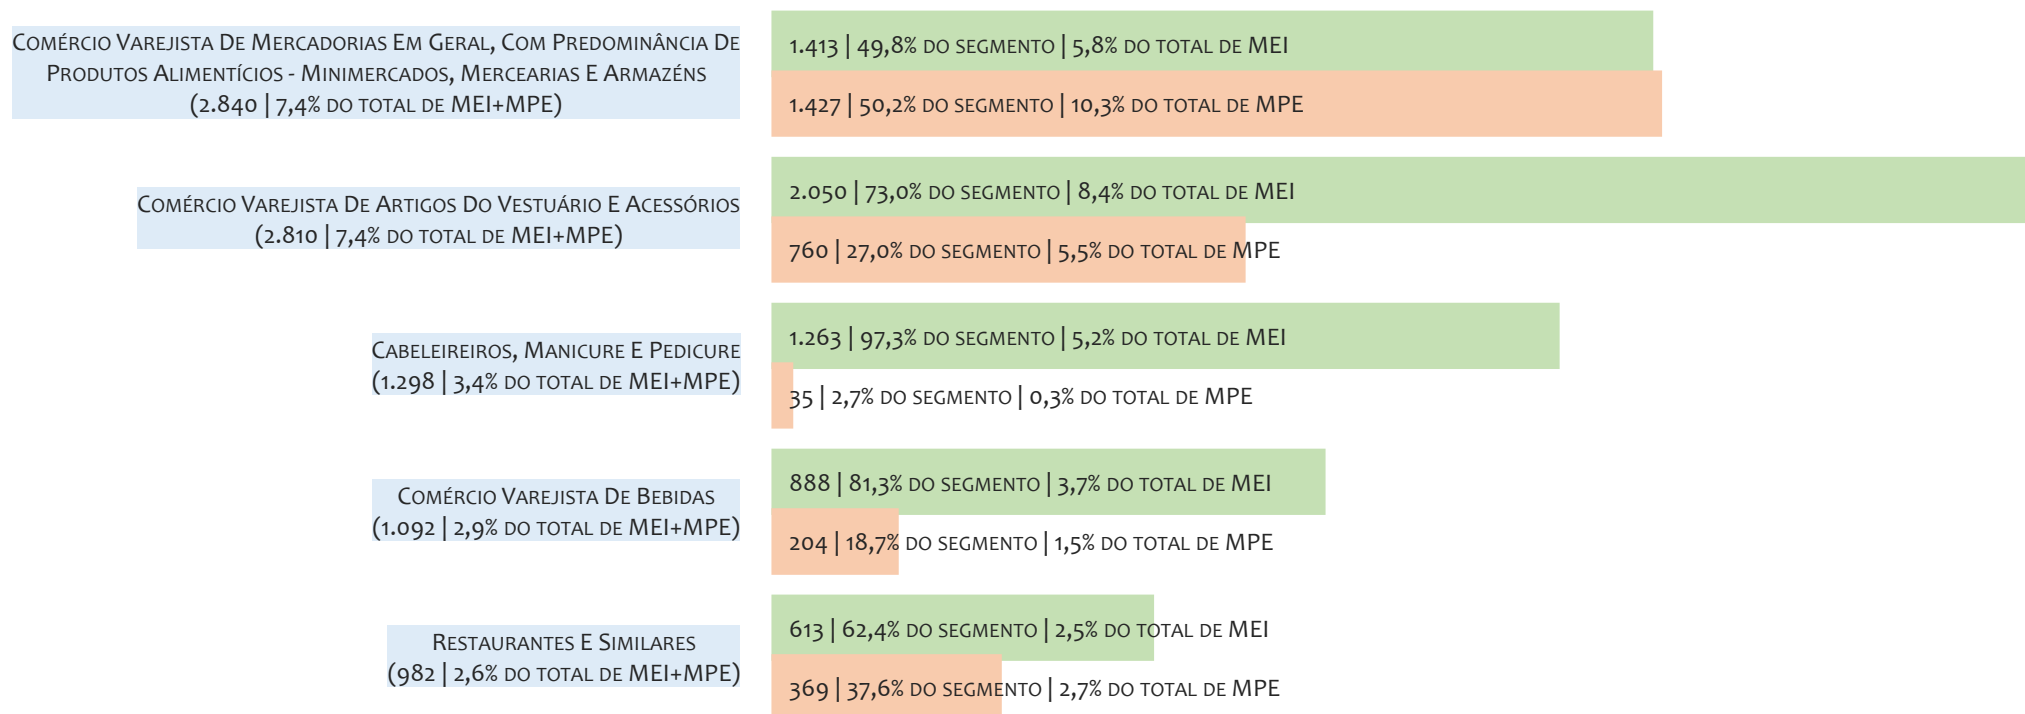 Comércio Varejista De Mercadorias Em Geral, Com Predominância De
Produtos Alimentícios - Minimercados, Mercearias E Armazéns
(2.840 | 7,4% do total de MEI+MPE)
1.413 | 49,8% do segmento | 5,8% do total de MEI
1.427 | 50,2% do segmento | 10,3% do total de MPE
Comércio Varejista De Artigos Do Vestuário E Acessórios
(2.810 | 7,4% do total de MEI+MPE)
2.050 | 73,0% do segmento | 8,4% do total de MEI
760 | 27,0% do segmento | 5,5% do total de MPE
Cabeleireiros, Manicure E Pedicure
(1.298 | 3,4% do total de MEI+MPE)
1.263 | 97,3% do segmento | 5,2% do total de MEI
35 | 2,7% do segmento | 0,3% do total de MPE
Comércio Varejista De Bebidas
(1.092 | 2,9% do total de MEI+MPE)
888 | 81,3% do segmento | 3,7% do total de MEI
204 | 18,7% do segmento | 1,5% do total de MPE
Restaurantes E Similares
(982 | 2,6% do total de MEI+MPE)
613 | 62,4% do segmento | 2,5% do total de MEI
369 | 37,6% do segmento | 2,7% do total de MPE